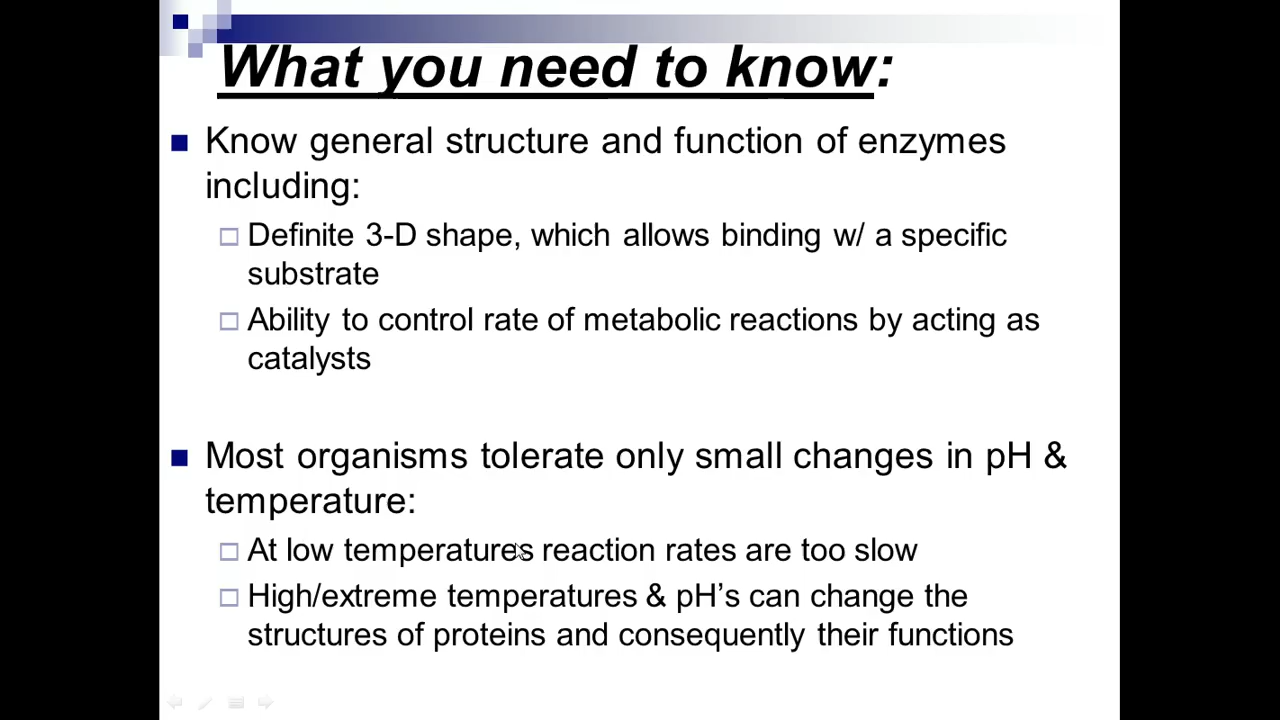 What you need to know:
Know general structure and function of enzymes
including:
Definite 3-D shape, which allows binding w/ a specific
substrate
Ability to control rate of metabolic reactions by acting as
catalysts
Most organisms tolerate only small changes in pH &
temperature:
At low temperatures reaction rates are too slow
High/extreme temperatures & pH’s can change the
structures of proteins and consequently their functions